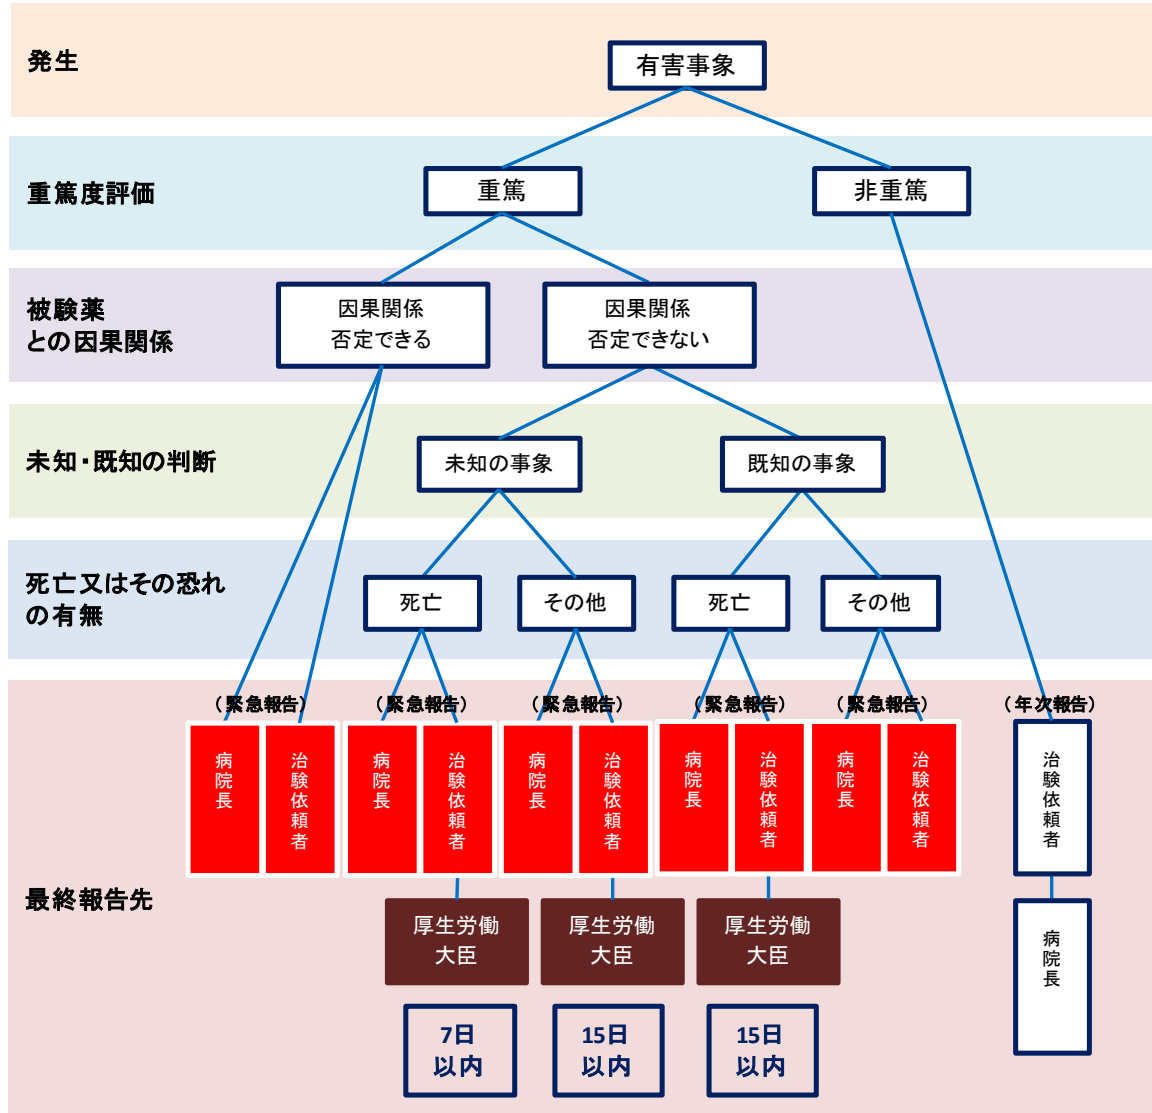 発生
有害事象
重篤度評価
重篤
非重篤
被験薬
との因果関係
因果関係
否定できる
因果関係
否定できない
未知・既知の判断
未知の事象
既知の事象
死亡又はその恐れ
の有無
死亡
その他
死亡
その他
最終報告先
（緊急報告）
（緊急報告）
（緊急報告）
（緊急報告）
（緊急報告）
（年次報告）
病院長
治験依頼者
病院長
治験依頼者
病院長
治験依頼者
病院長
治験依頼者
病院長
治験依頼者
治験依頼者
厚生労働
大臣
厚生労働
大臣
厚生労働
大臣
病院長
7日
以内
15日
以内
15日
以内